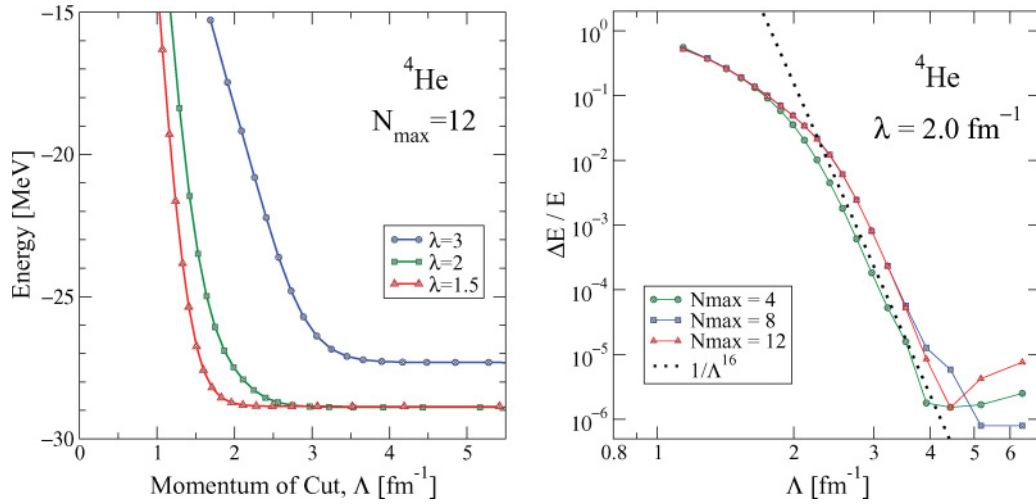 -15
-20
-25
-30
Energy [MeV]
⁴He
N_max=12
λ=3
λ=2
λ=1.5
0
1
2
3
4
5
Momentum of Cut, Λ [fm⁻¹]
10⁰
10⁻¹
10⁻²
10⁻³
10⁻⁴
10⁻⁵
10⁻⁶
ΔE / E
⁴He
λ = 2.0 fm⁻¹
Nmax = 4
Nmax = 8
Nmax = 12
1/Λ¹⁶
0.8
1
2
3
4
5
6
Λ [fm⁻¹]